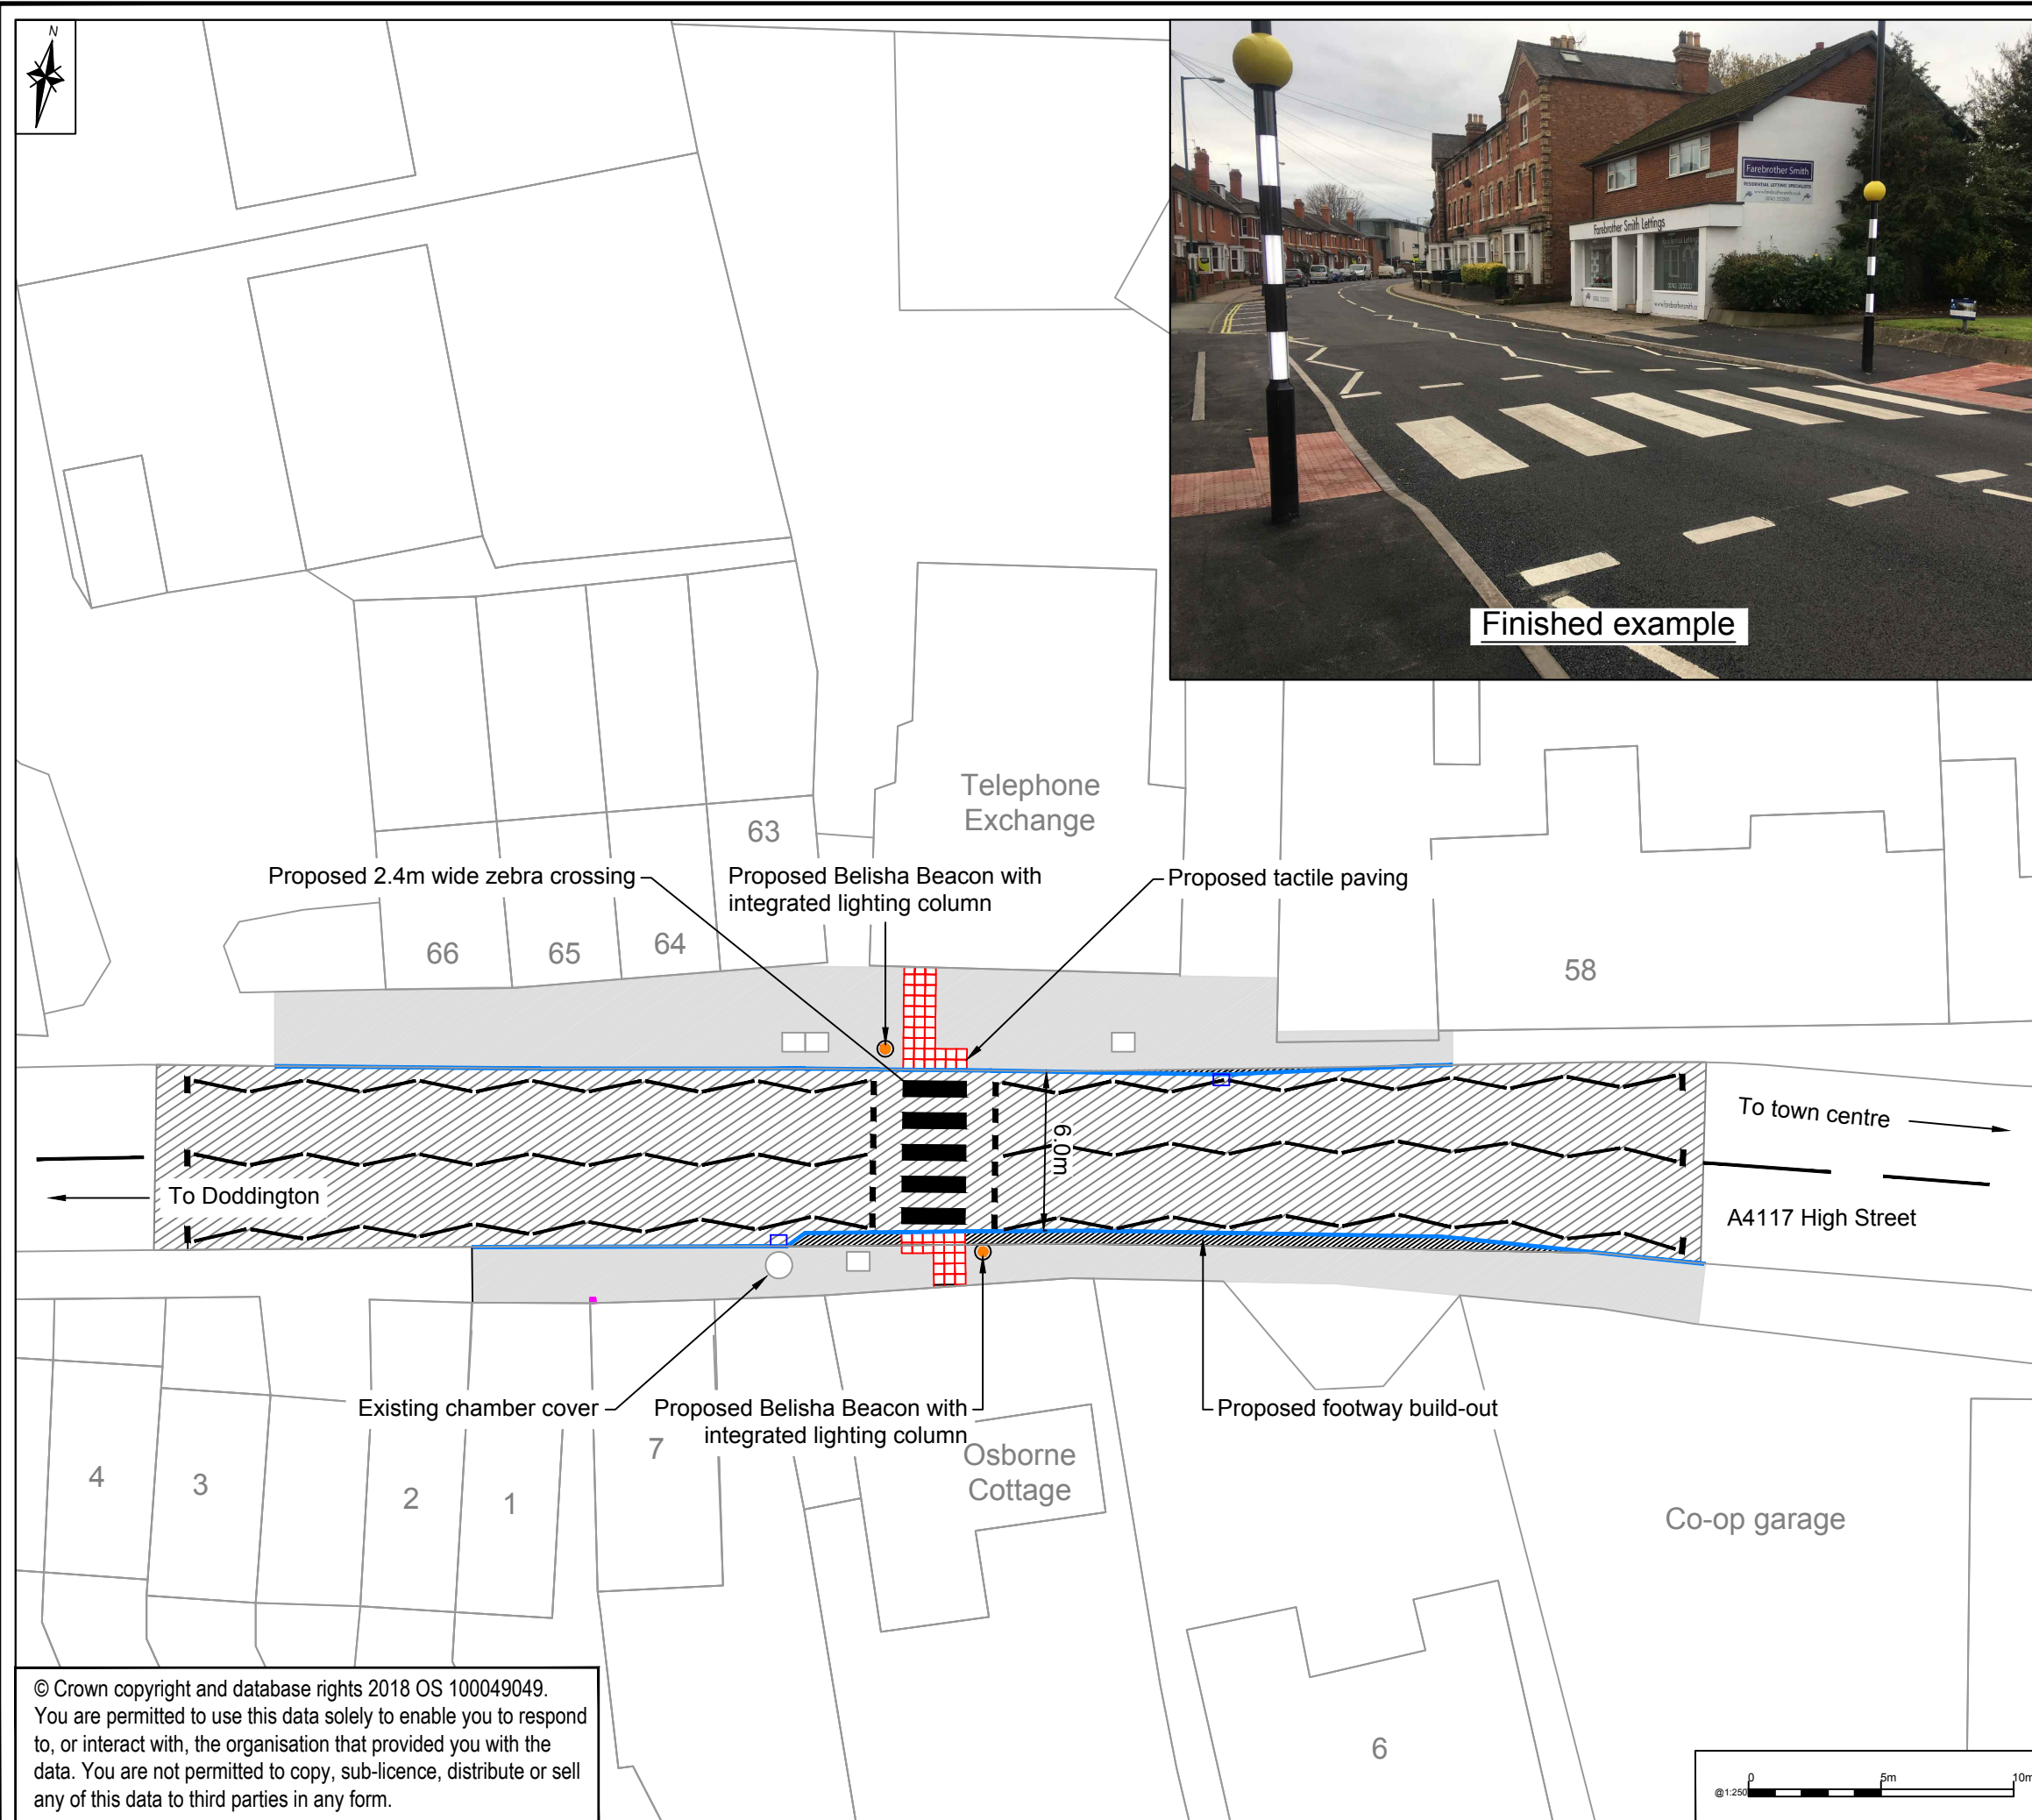 N
Farebrother Smith
RESIDENTIAL LETTING SPECIALISTS
Farebrother Smith Lettings
Finished example
Telephone
Exchange
63
Proposed 2.4m wide zebra crossing
Proposed Belisha Beacon with
integrated lighting column
Proposed tactile paving
66
65
64
58
6.0m
To town centre
To Doddington
A4117 High Street
Existing chamber cover
Proposed Belisha Beacon with
integrated lighting column
Proposed footway build-out
4
3
2
1
7
Osborne
Cottage
Co-op garage
6
© Crown copyright and database rights 2018 OS 100049049.
You are permitted to use this data solely to enable you to respond
to, or interact with, the organisation that provided you with the
data. You are not permitted to copy, sub-licence, distribute or sell
any of this data to third parties in any form.
@1:250
0 5m 10m